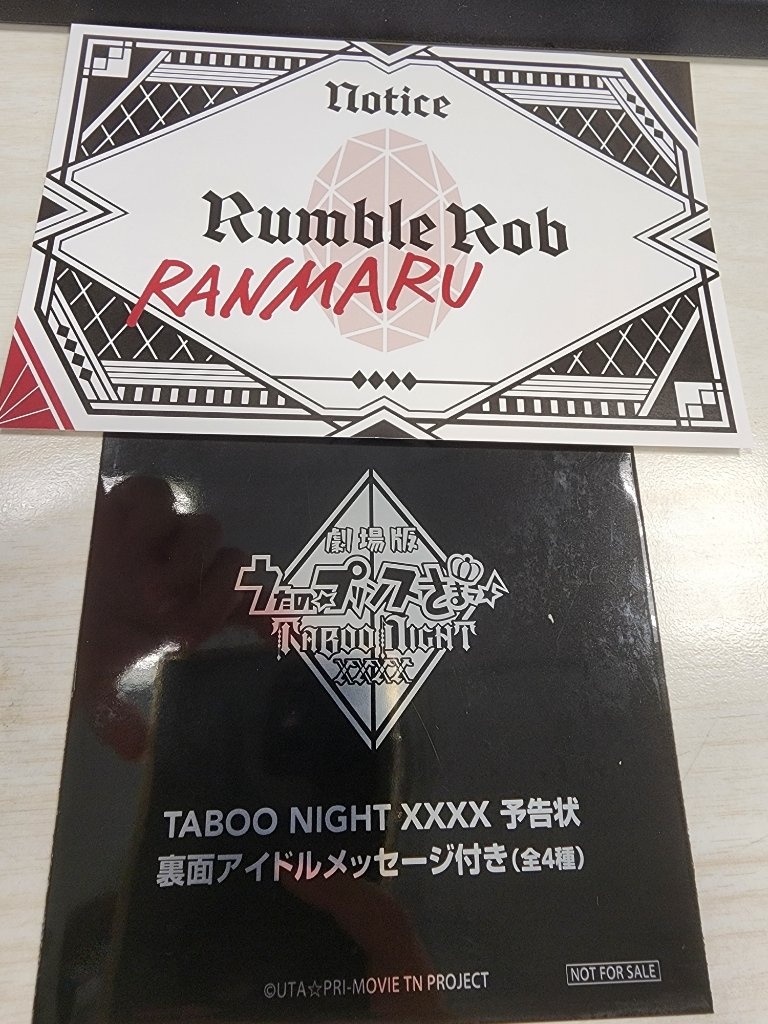 Notice
Rumble Rob
RANMARU
劇場版
うたの☆プリンスさまっ♪
TABOO NIGHT
XXXX
TABOO NIGHT XXXX 予告状
裏面アイドルメッセージ付き(全4種)
©UTA☆PRI-MOVIE TN PROJECT
NOT FOR SALE